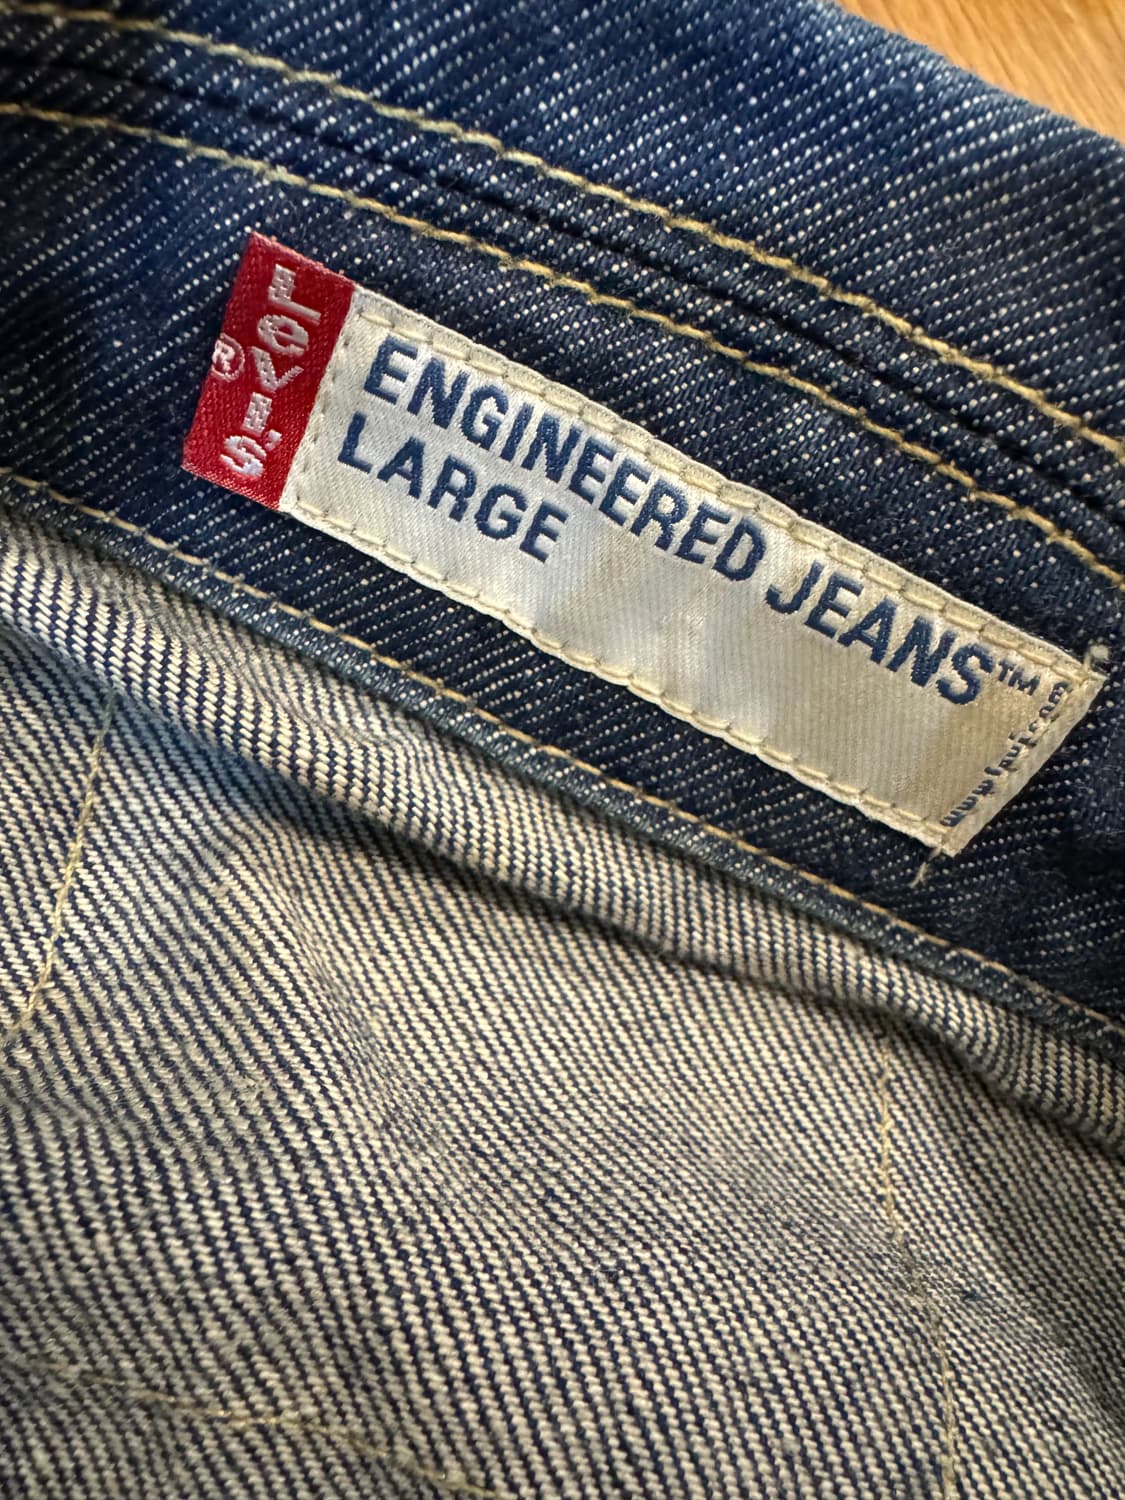 LEVI'S
®
ENGINEERED JEANS™
LARGE